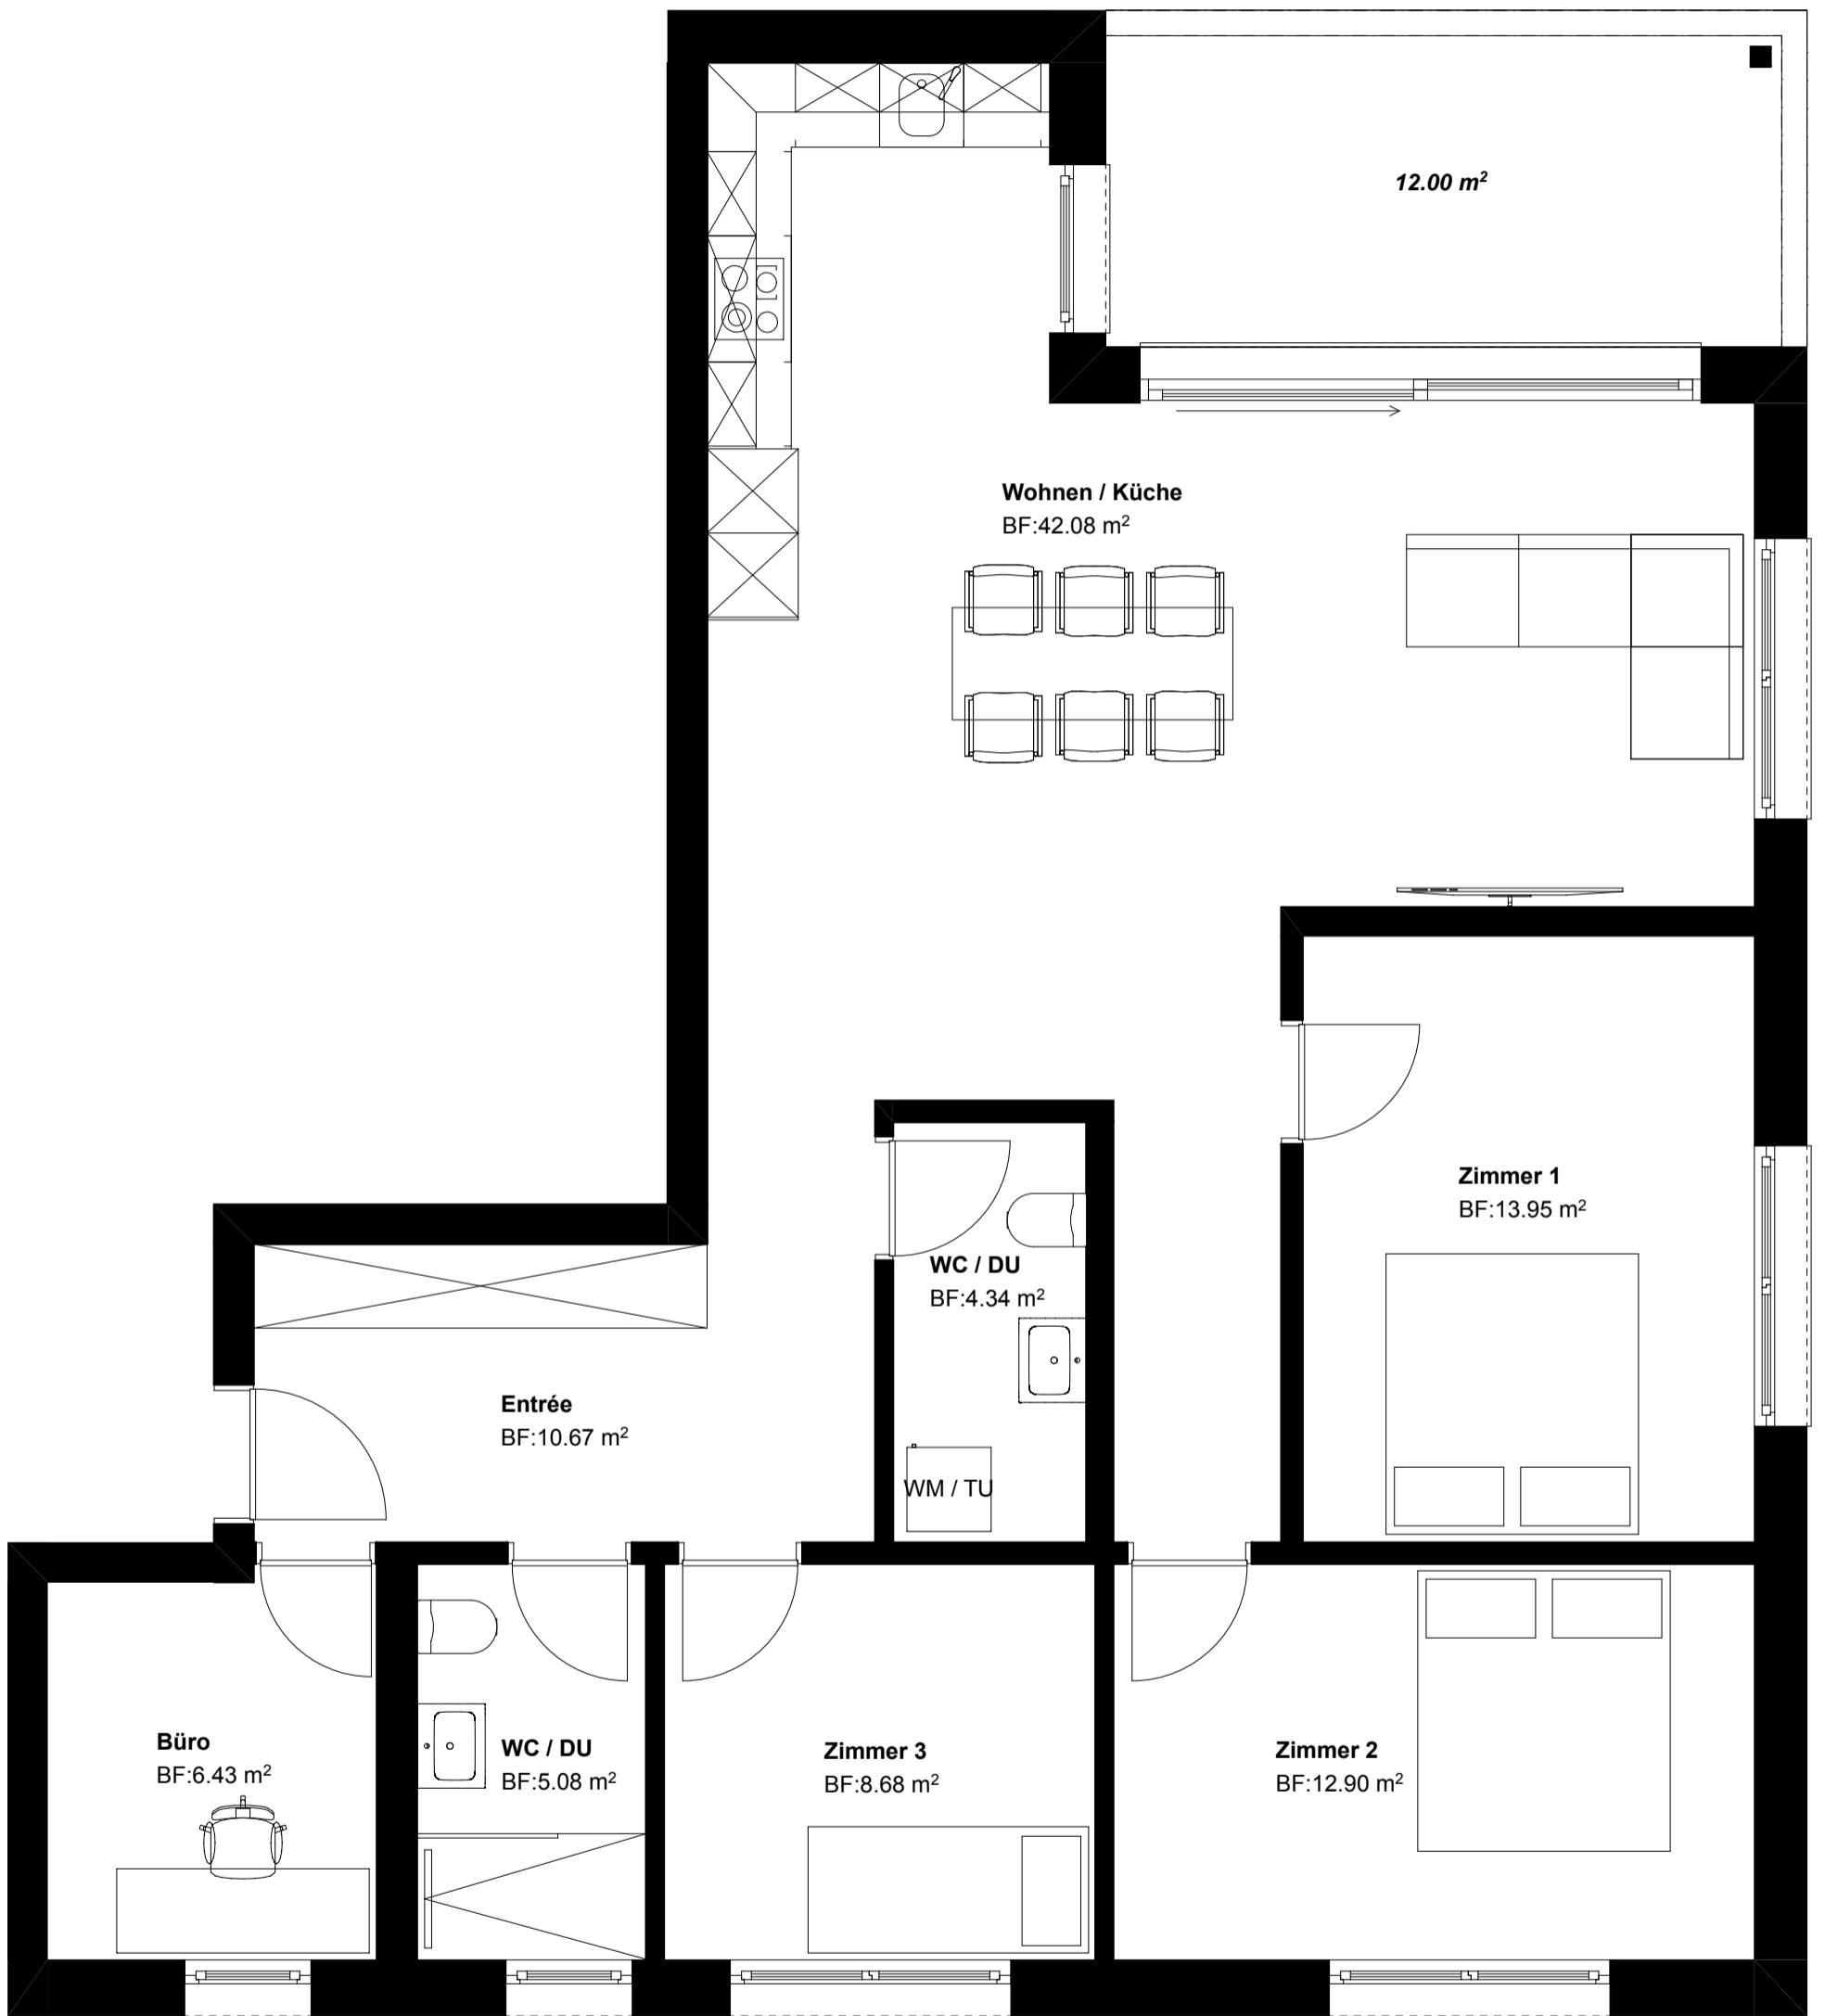 12.00 m²
Wohnen / Küche
BF:42.08 m²
Zimmer 1
BF:13.95 m²
WC / DU
BF:4.34 m²
Entrée
BF:10.67 m²
WM / TU
Büro
BF:6.43 m²
WC / DU
BF:5.08 m²
Zimmer 3
BF:8.68 m²
Zimmer 2
BF:12.90 m²